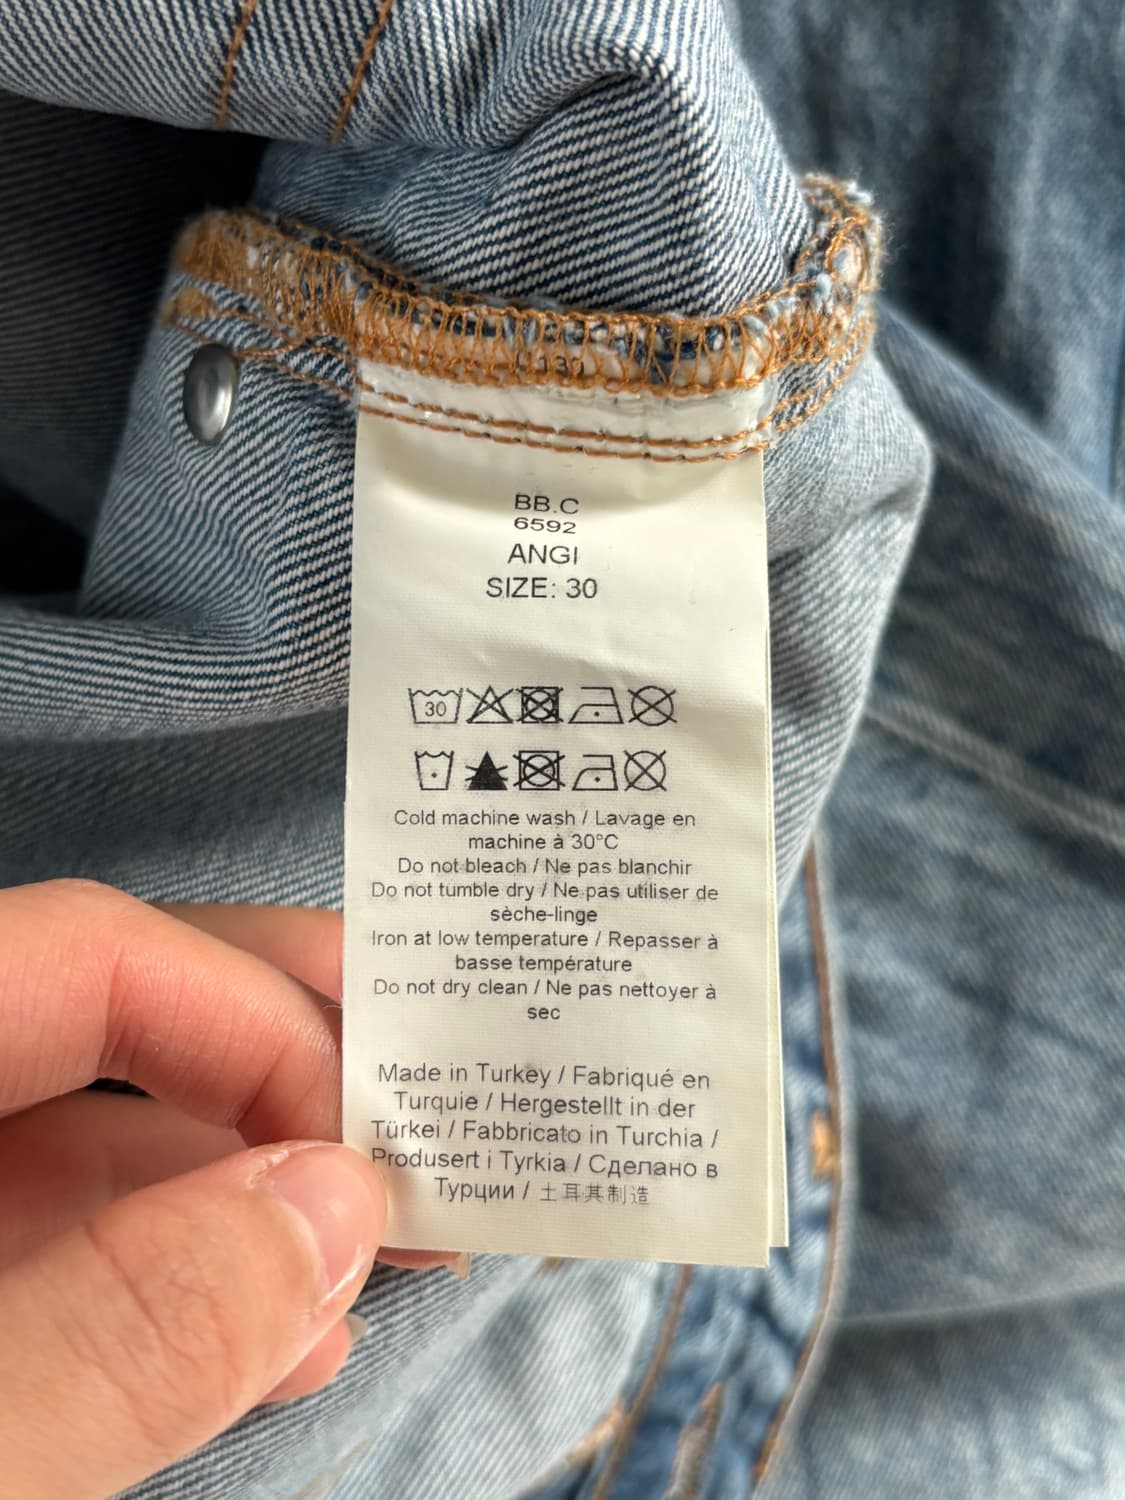 BB.C
6592
ANGI
SIZE: 30
30
Cold machine wash / Lavage en
machine à 30°C
Do not bleach / Ne pas blanchir
Do not tumble dry / Ne pas utiliser de
sèche-linge
Iron at low temperature / Repasser à
basse température
Do not dry clean / Ne pas nettoyer à
sec
Made in Turkey / Fabriqué en
Turquie / Hergestellt in der
Türkei / Fabbricato in Turchia /
Produsert i Tyrkia / Сделано в
Турции / 土耳其制造